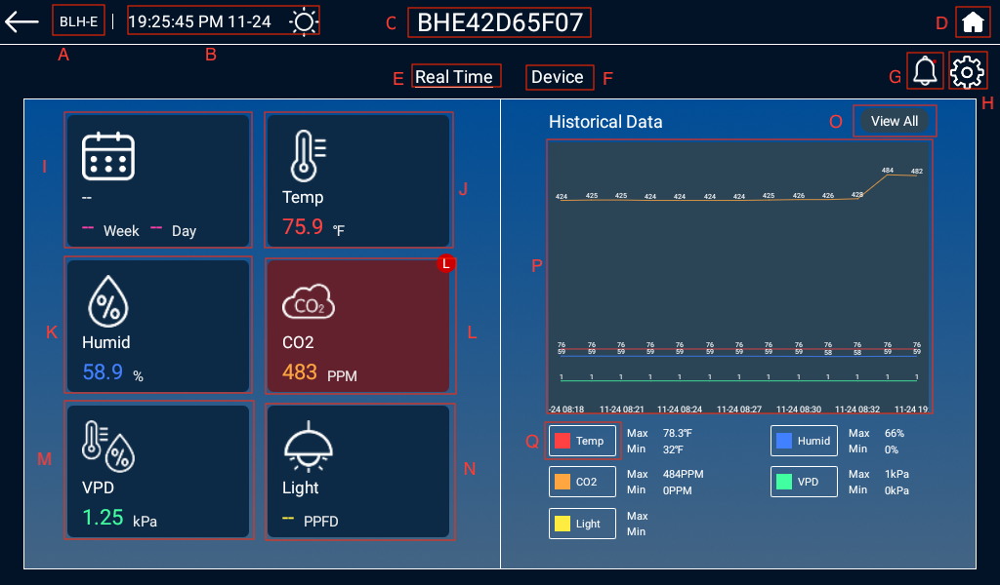 BLH-E | 19:25:45 PM 11-24 C BHE42D65F07 D
A B
E Real Time Device F G H
I
--
-- Week -- Day
J
Temp
75.9 ℉
K
Humid
58.9 %
L
L
CO2
CO2
483 PPM
M
%
VPD
1.25 kPa
N
Light
-- PPFD
Historical Data O View All
P
424 425 425 424 424 424 424 425 426 426 428 484 482
76 76 76 76 76 76 76 76 76 76 76 76 76
59 59 59 59 59 59 59 59 59 58 58 59 59
1 1 1 1 1 1 1 1 1 1 1 1 1
-24 08:18 11-24 08:21 11-24 08:24 11-24 08:27 11-24 08:30 11-24 08:32 11-24 19:
Q Temp Max 78.3℉ Humid Max 66%
Min 32℉ Min 0%
CO2 Max 484PPM VPD Max 1kPa
Min 0PPM Min 0kPa
Light Max
Min